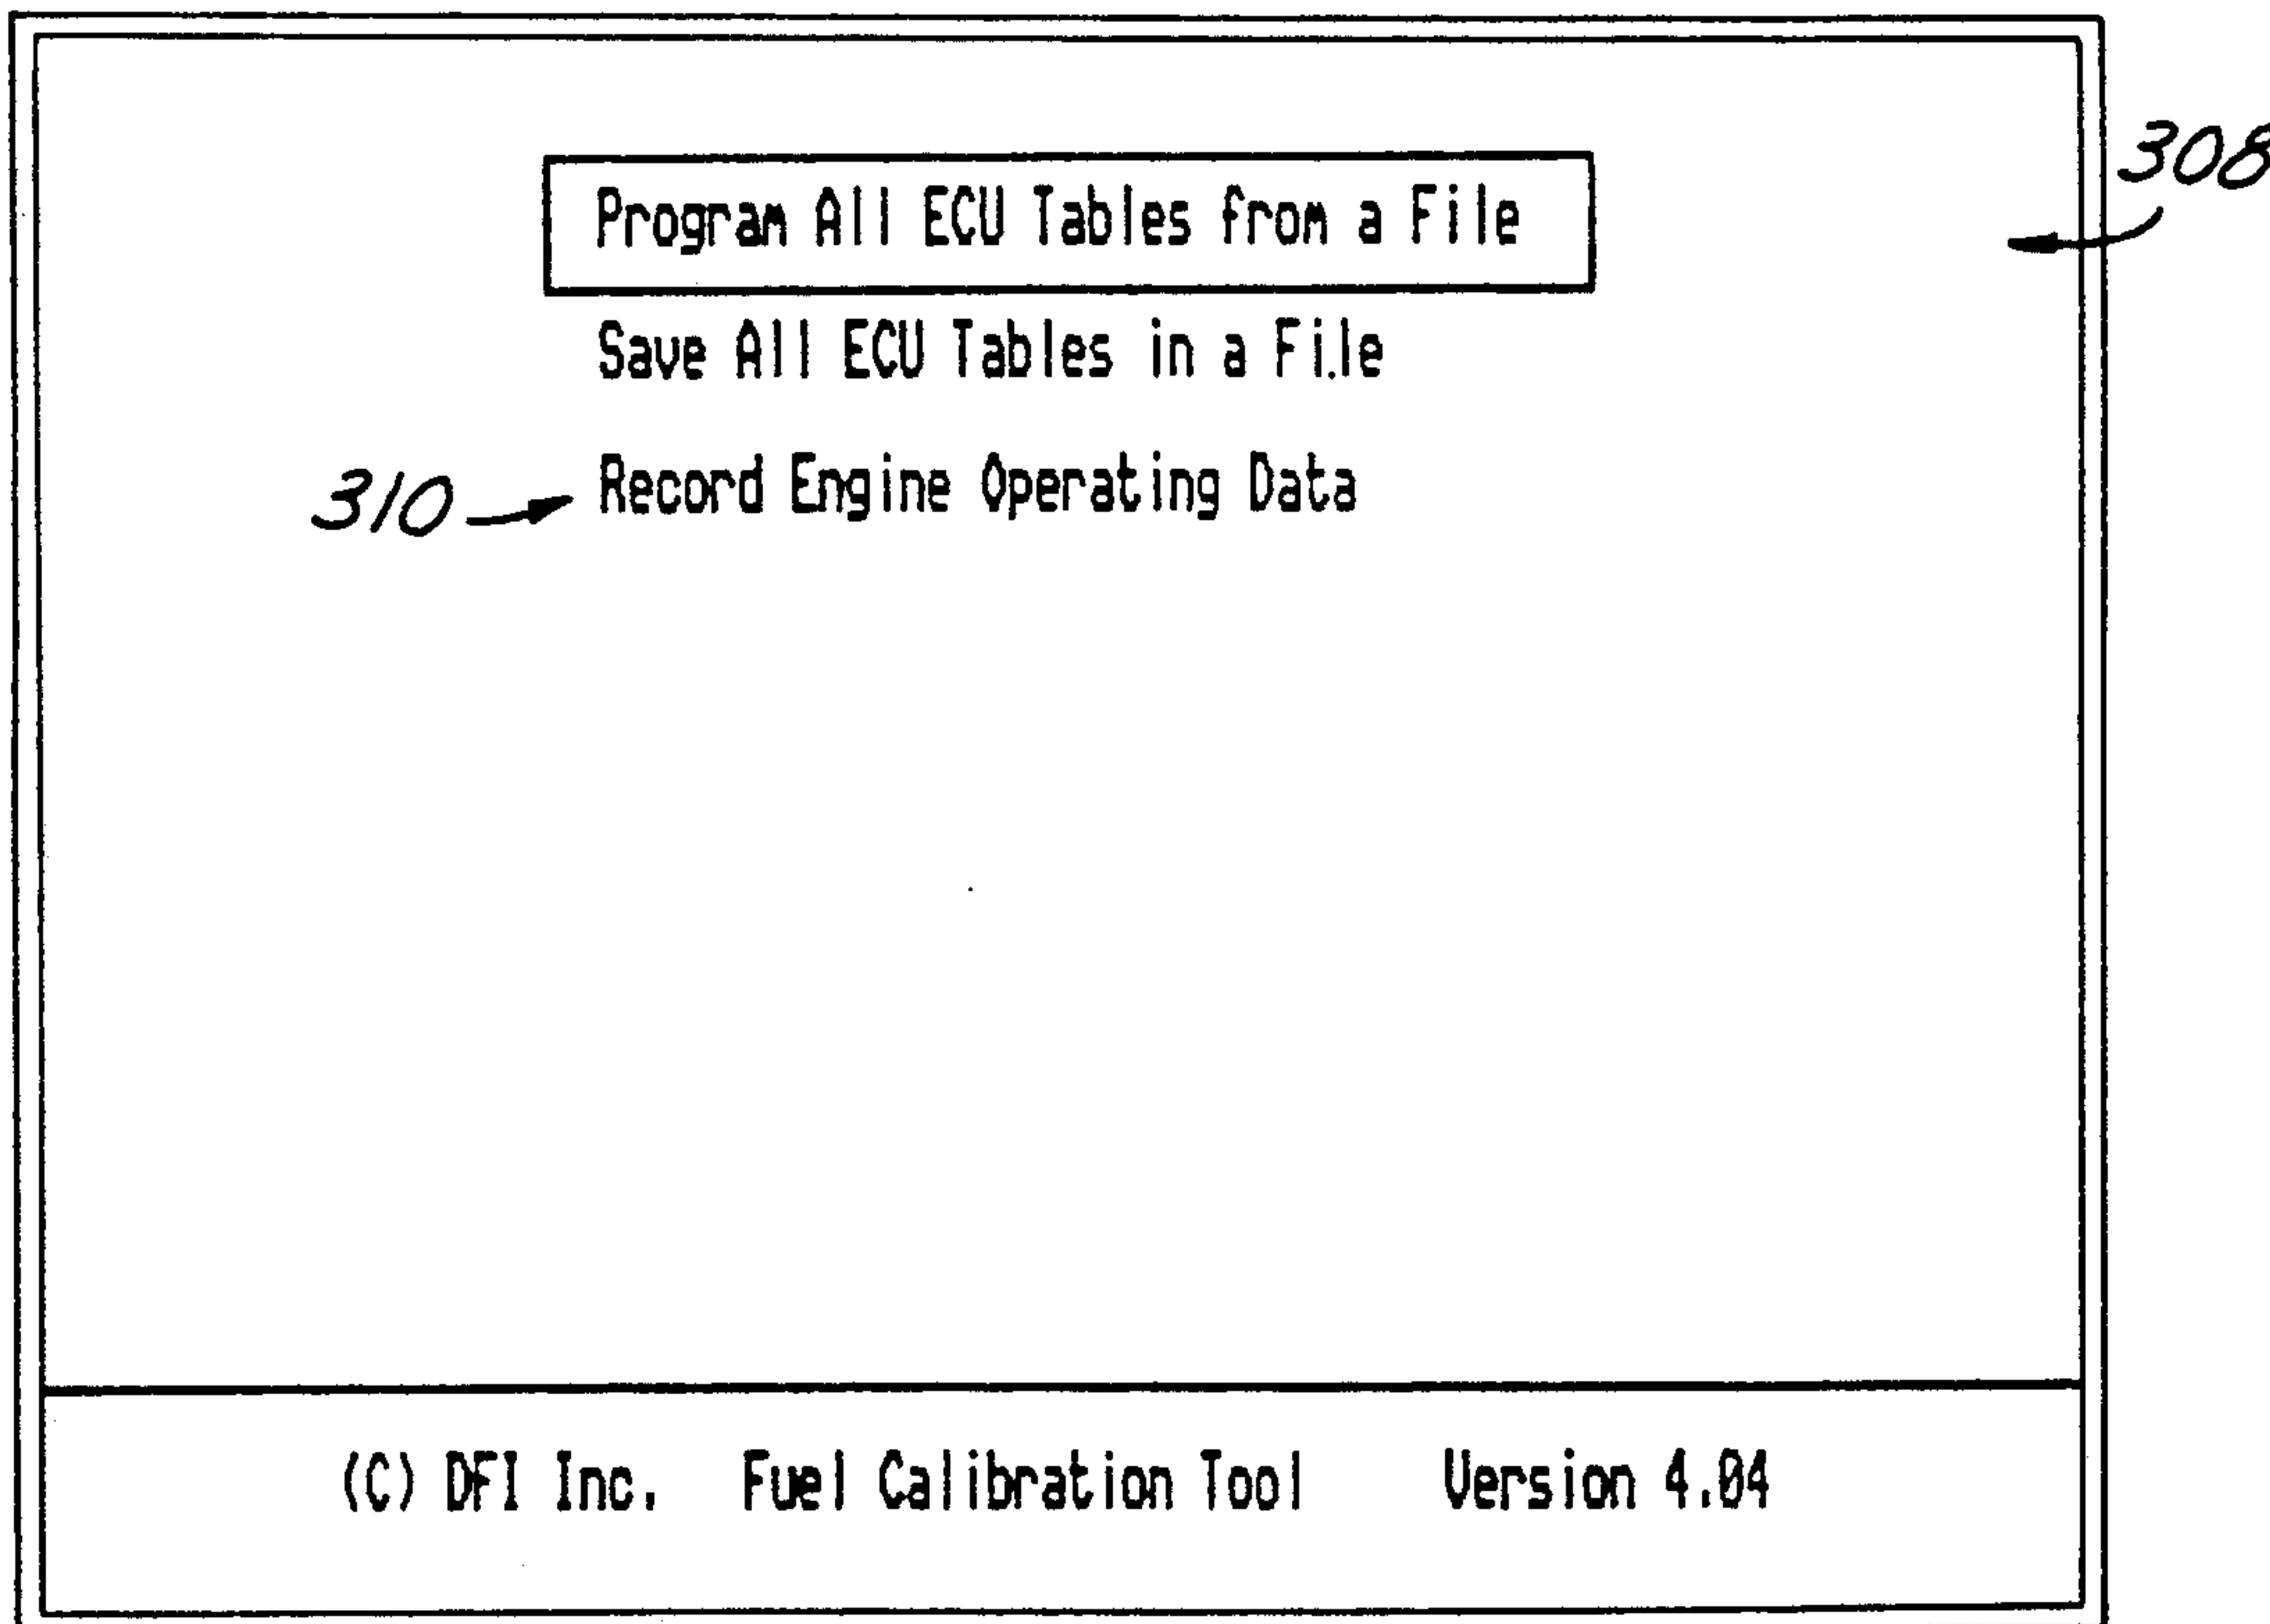 Program All ECU Tables from a File
308
Save All ECU Tables in a File
310 Record Engine Operating Data
(C) DFI Inc. Fuel Calibration Tool Version 4.04